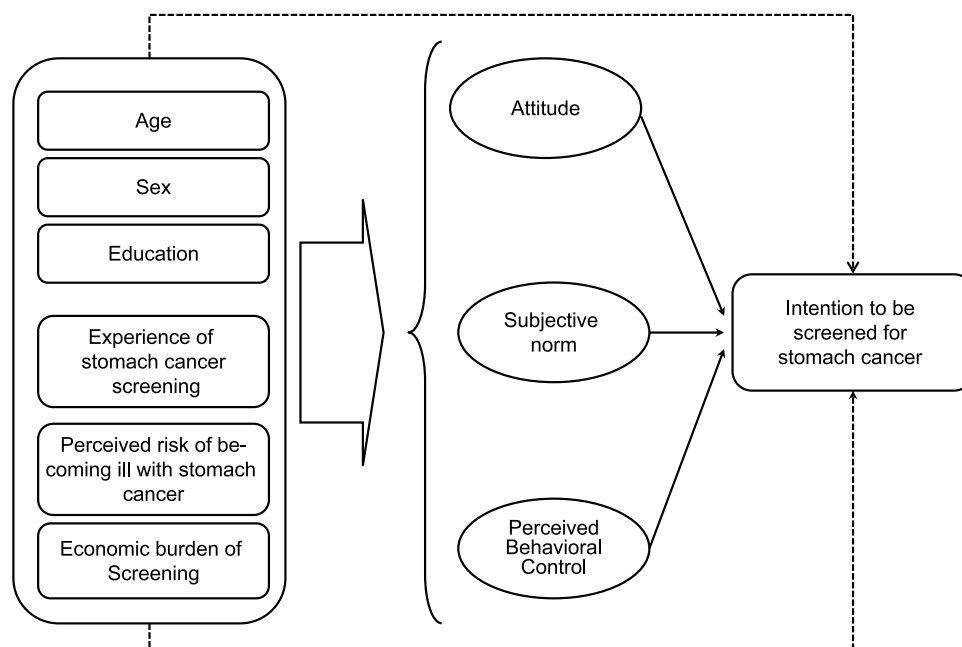 Age
Sex
Education
Experience of
stomach cancer
screening
Perceived risk of be-
coming ill with stomach
cancer
Economic burden of
Screening
Attitude
Subjective
norm
Perceived
Behavioral
Control
Intention to be
screened for
stomach cancer